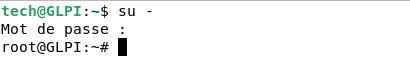 tech@GLPI:~$ su -
Mot de passe :
root@GLPI:~#